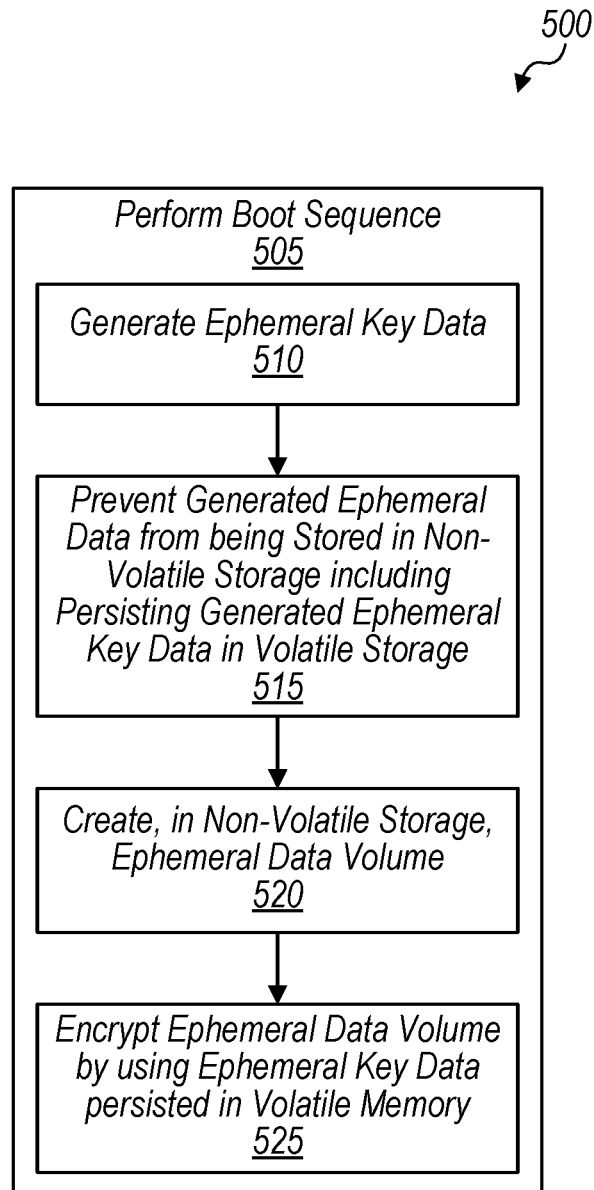 500
Perform Boot Sequence
505
Generate Ephemeral Key Data
510
Prevent Generated Ephemeral
Data from being Stored in Non-
Volatile Storage including
Persisting Generated Ephemeral
Key Data in Volatile Storage
515
Create, in Non-Volatile Storage,
Ephemeral Data Volume
520
Encrypt Ephemeral Data Volume
by using Ephemeral Key Data
persisted in Volatile Memory
525